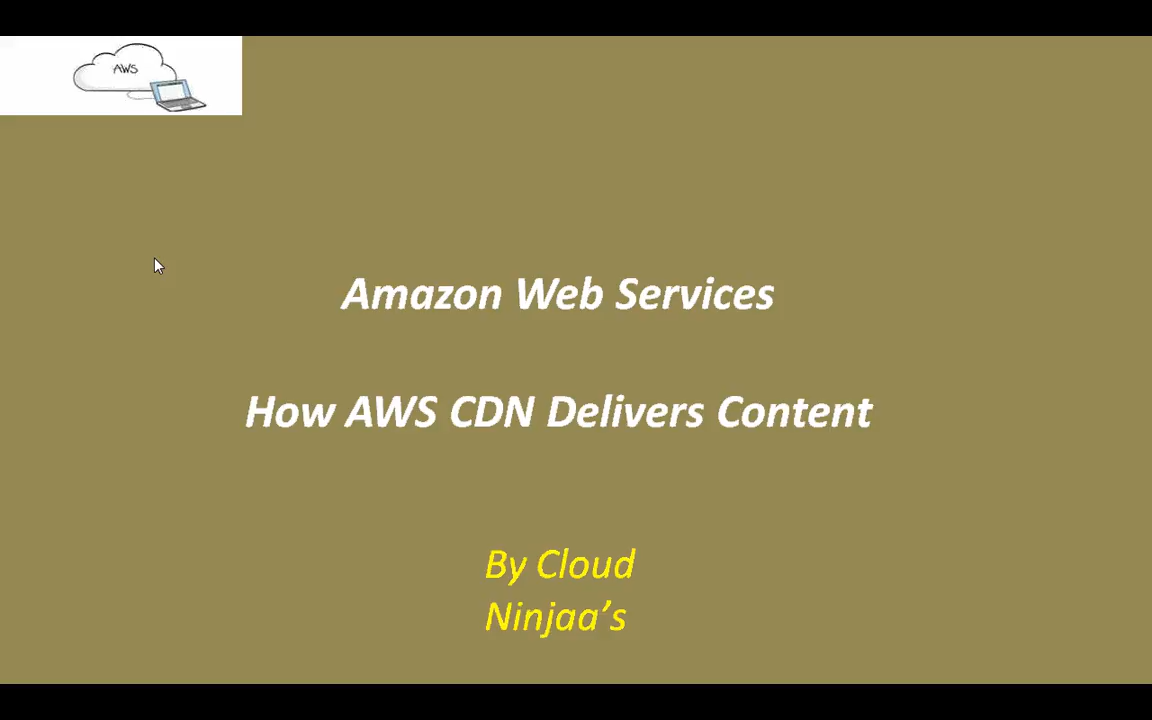 AWS
Amazon Web Services
How AWS CDN Delivers Content
By Cloud
Ninjaa’s